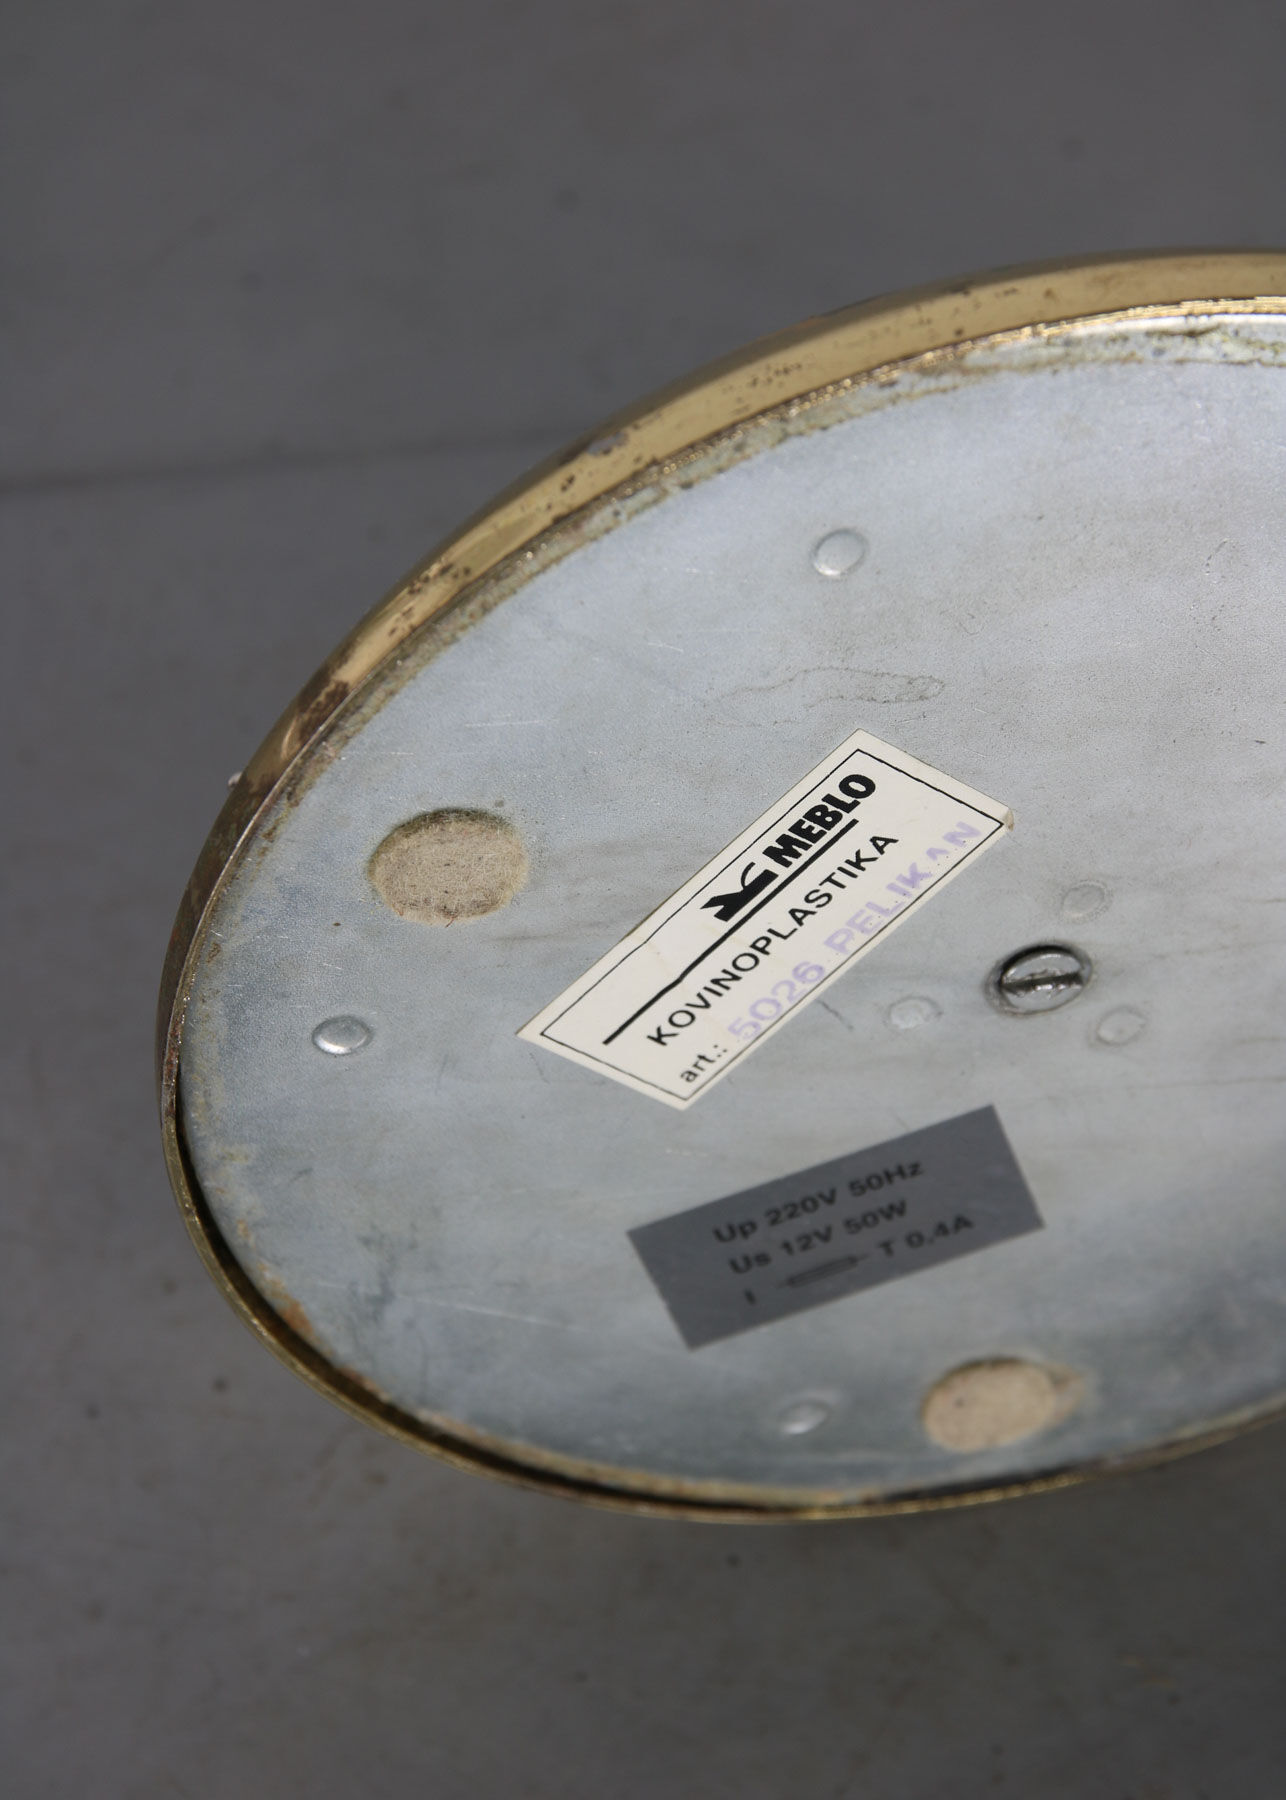 MEBLO
KOVINOPLASTIKA
art.: 5026 PELIKAN
Up 220V 50Hz
Us 12V 50W
I T 0,4A